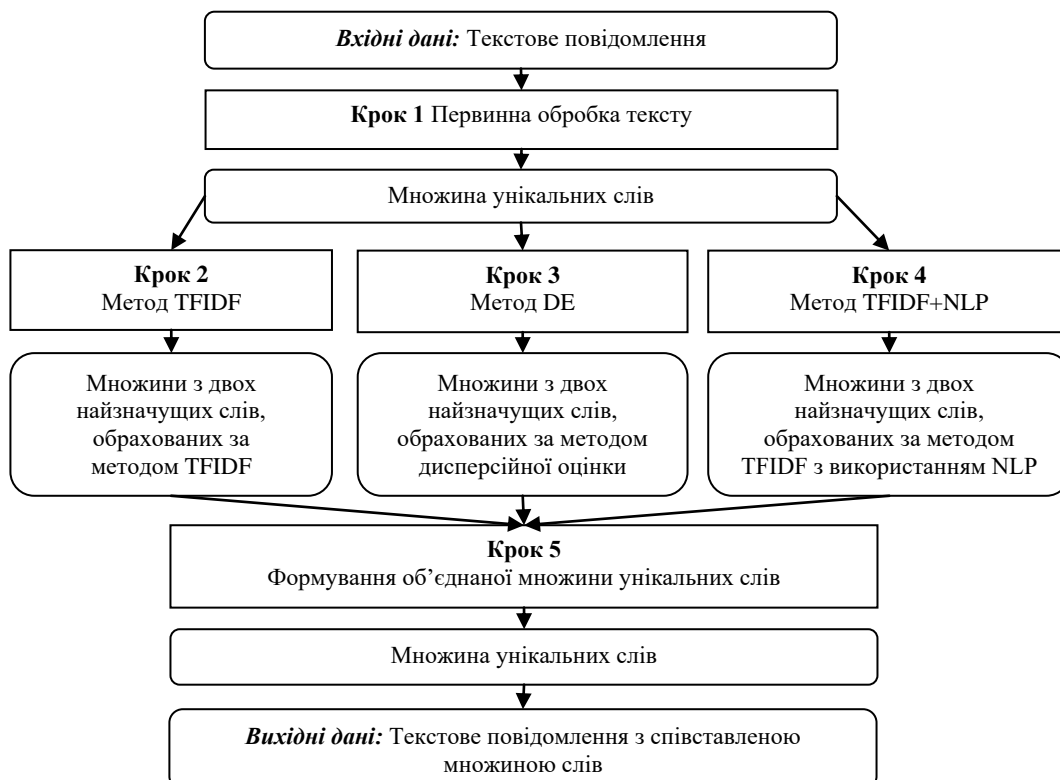 Вхідні дані: Текстове повідомлення
Крок 1 Первинна обробка тексту
Множина унікальних слів
Крок 2
Метод TFIDF
Крок 3
Метод DE
Крок 4
Метод TFIDF+NLP
Множини з двох
найзначущих слів,
обрахованих за
методом TFIDF
Множини з двох
найзначущих слів,
обрахованих за методом
дисперсійної оцінки
Множини з двох
найзначущих слів,
обрахованих за методом
TFIDF з використанням NLP
Крок 5
Формування об’єднаної множини унікальних слів
Множина унікальних слів
Вихідні дані: Текстове повідомлення з співставленою
множиною слів